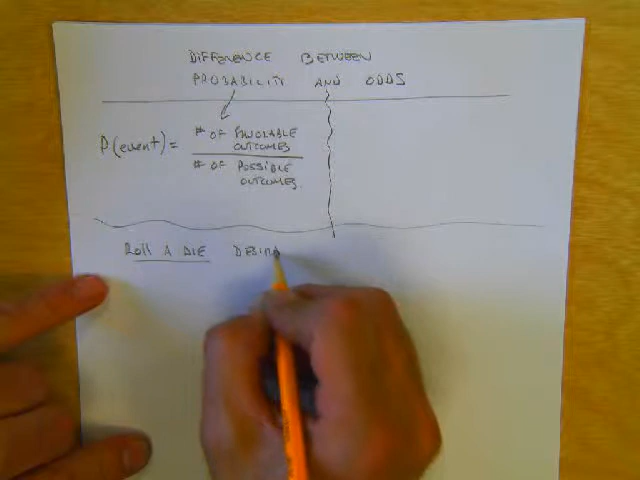 DIFFERENCE BETWEEN
PROBABILITY AND ODDS
P(event) = # OF FAVORABLE
OUTCOMES
# OF POSSIBLE
OUTCOMES
Roll A DIE